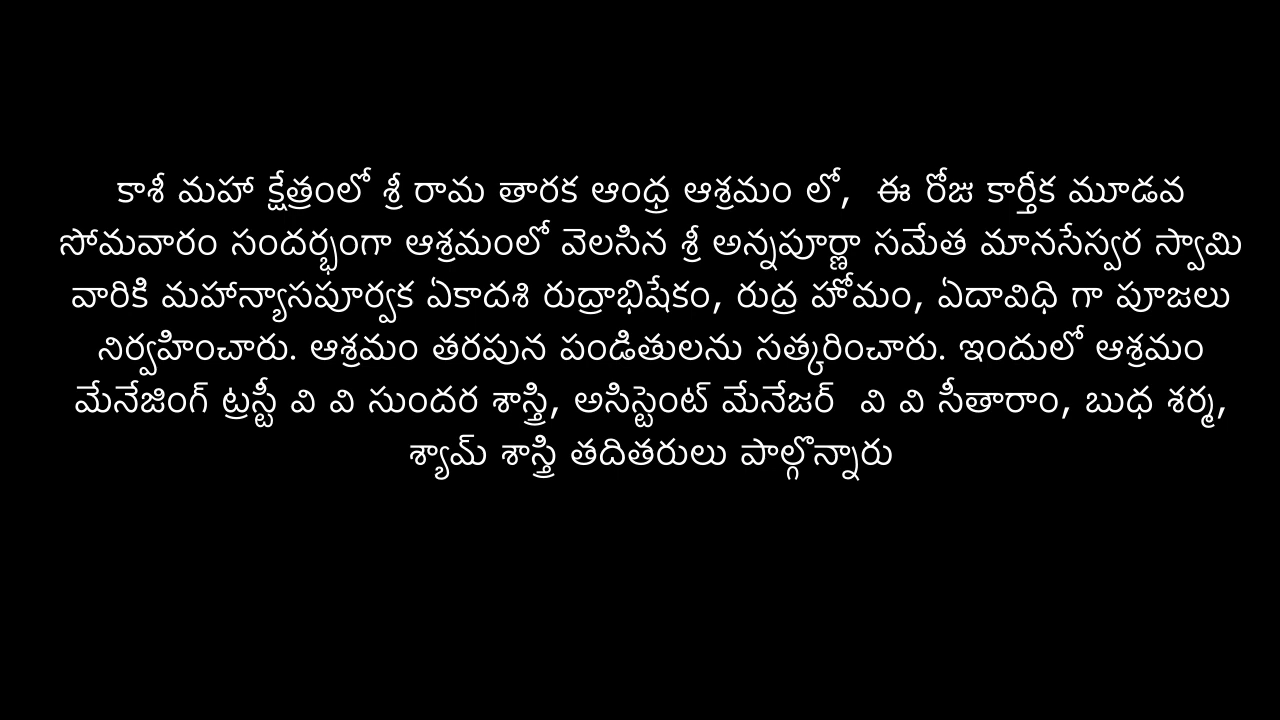 కాశీ మహా క్షేత్రంలో శ్రీ రామ తారక ఆంధ్ర ఆశ్రమం లో, ఈ రోజు కార్తీక మూడవ
సోమవారం సందర్భంగా ఆశ్రమంలో వెలసిన శ్రీ అన్నపూర్ణా సమేత మానసేస్వర స్వామి
వారికి మహాన్యాసపూర్వక ఏకాదశి రుద్రాభిషేకం, రుద్ర హోమం, ఏదావిధి గా పూజలు
నిర్వహించారు. ఆశ్రమం తరపున పండితులను సత్కరించారు. ఇందులో ఆశ్రమం
మేనేజింగ్ ట్రస్టీ వి వి సుందర శాస్త్రి, అసిస్టెంట్ మేనేజర్ వి వి సీతారాం, బుధ శర్మ,
శ్యామ్ శాస్త్రి తదితరులు పాల్గొన్నారు